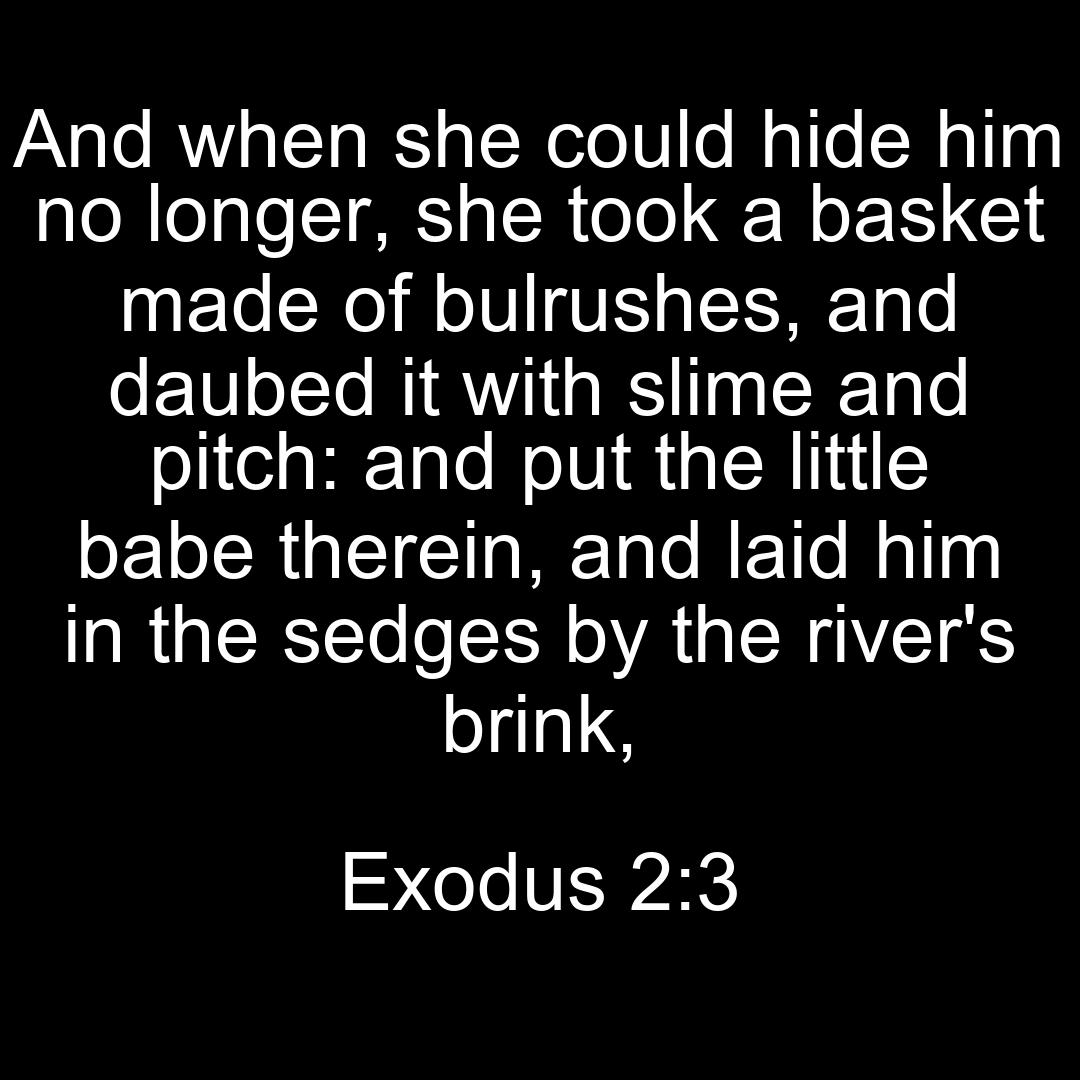 And when she could hide him
no longer, she took a basket
made of bulrushes, and
daubed it with slime and
pitch: and put the little
babe therein, and laid him
in the sedges by the river's
brink,
Exodus 2:3